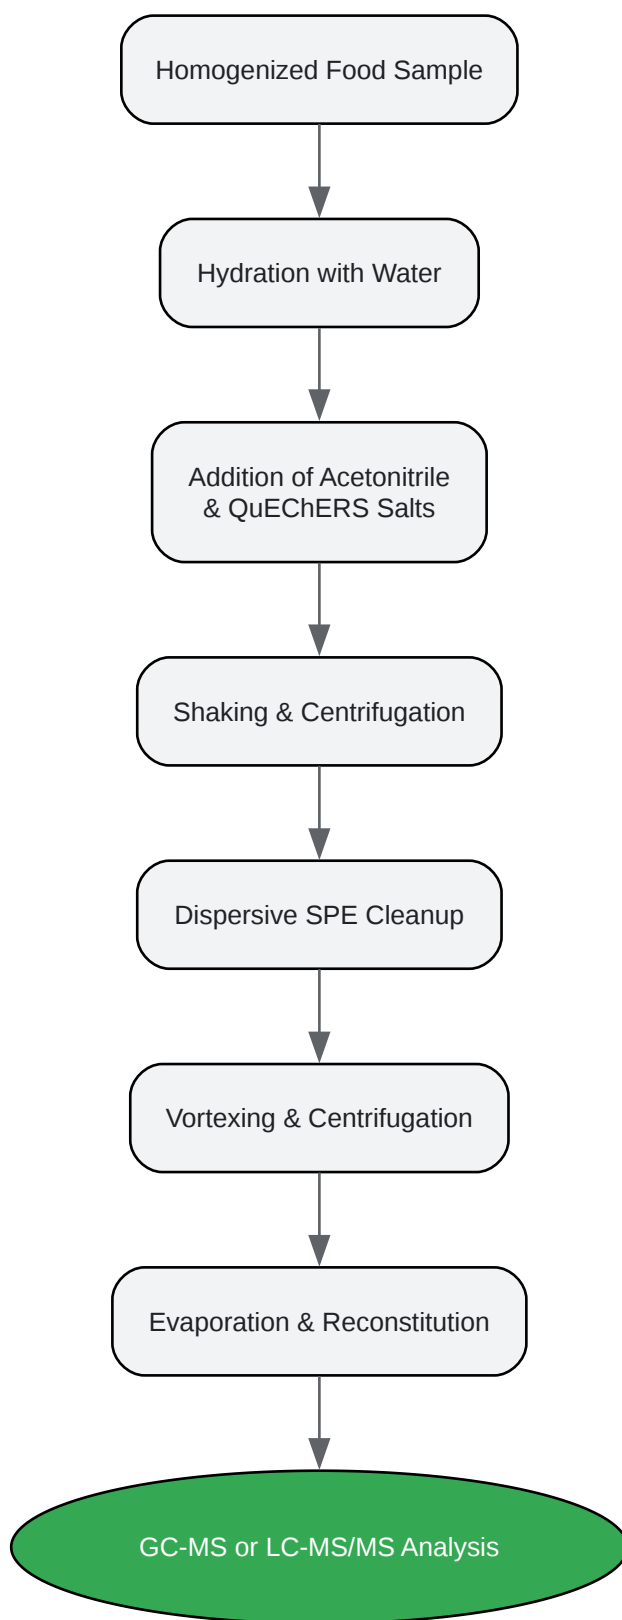 Homogenized Food Sample
Hydration with Water
Addition of Acetonitrile
& QuEChERS Salts
Shaking & Centrifugation
Dispersive SPE Cleanup
Vortexing & Centrifugation
Evaporation & Reconstitution
GC-MS or LC-MS/MS Analysis